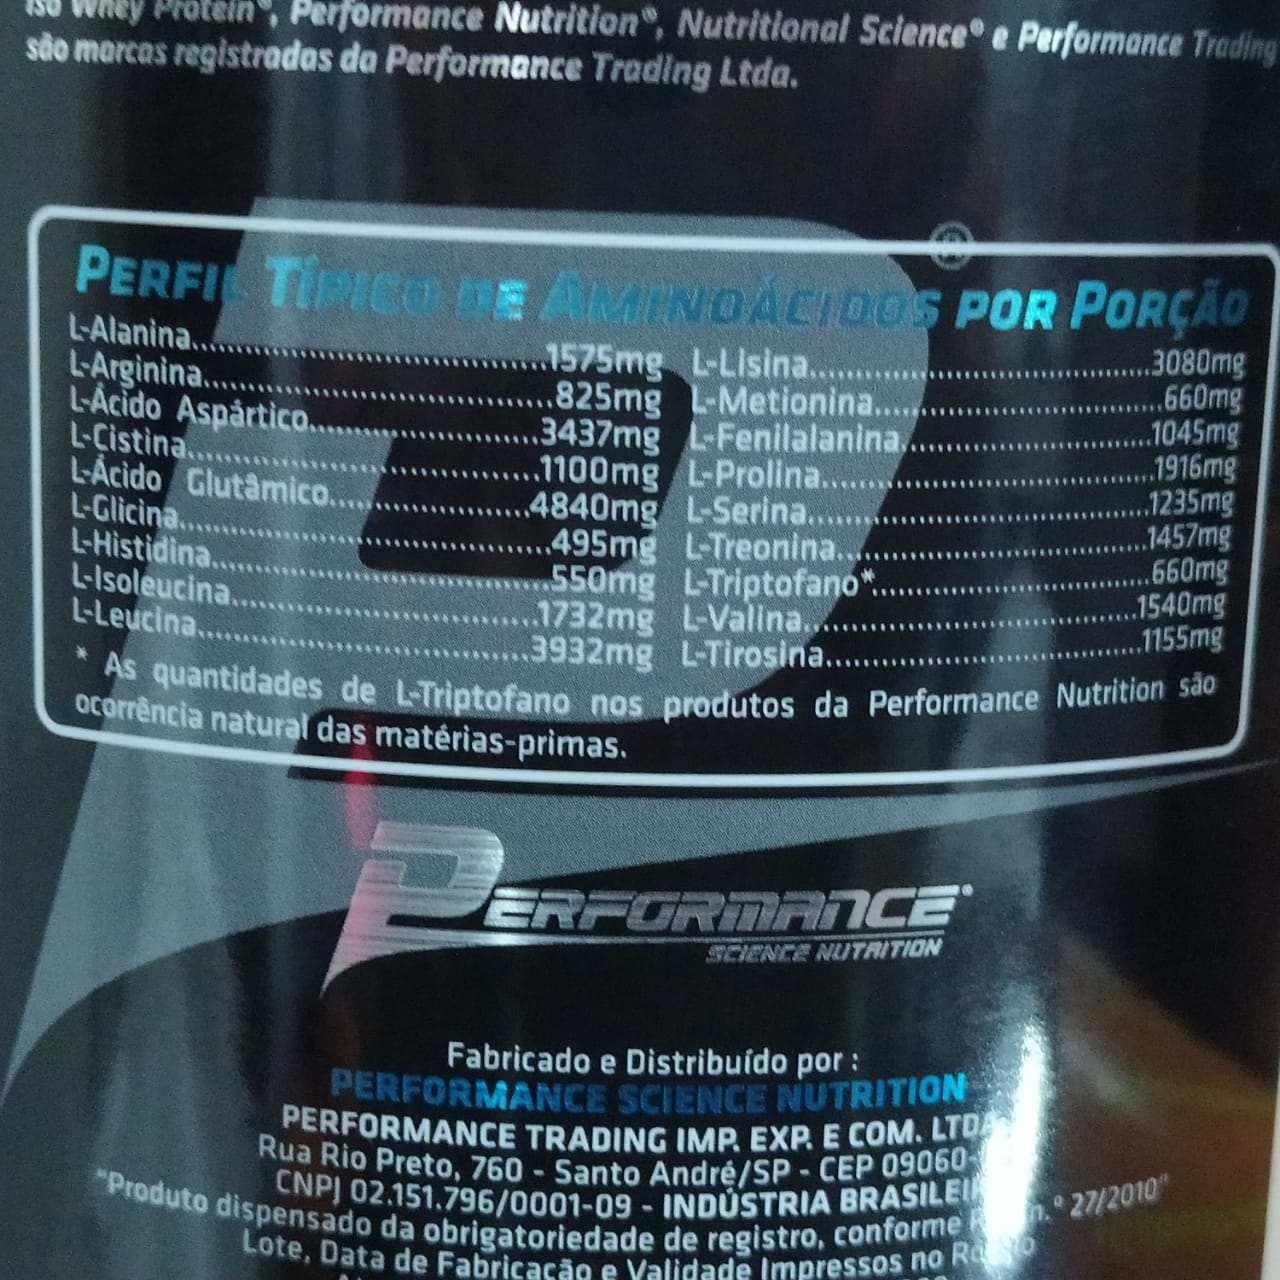 Iso Whey Protein®, Performance Nutrition®, Nutritional Science® e Performance Trading
são marcas registradas da Performance Trading Ltda.
®
PERFIL TÍPICO DE AMINOÁCIDOS POR PORÇÃO
L-Alanina..........1575mg
L-Arginina..........825mg
L-Ácido Aspártico..........3437mg
L-Cistina..........1100mg
L-Ácido Glutâmico..........4840mg
L-Glicina..........495mg
L-Histidina..........550mg
L-Isoleucina..........1732mg
L-Leucina..........3932mg
L-Lisina..........3080mg
L-Metionina..........660mg
L-Fenilalanina..........1045mg
L-Prolina..........1916mg
L-Serina..........1235mg
L-Treonina..........1457mg
L-Triptofano*..........660mg
L-Valina..........1540mg
L-Tirosina..........1155mg
* As quantidades de L-Triptofano nos produtos da Performance Nutrition são
ocorrência natural das matérias-primas.
PERFORMANCE®
SCIENCE NUTRITION
Fabricado e Distribuído por :
PERFORMANCE SCIENCE NUTRITION
PERFORMANCE TRADING IMP. EXP. E COM. LTD
Rua Rio Preto, 760 - Santo André/SP - CEP 09060-
CNPJ 02.151.796/0001-09 - INDÚSTRIA BRASILEI
"Produto dispensado da obrigatoriedade de registro, conforme n.° 27/2010"
Lote, Data de Fabricação e Validade Impressos no